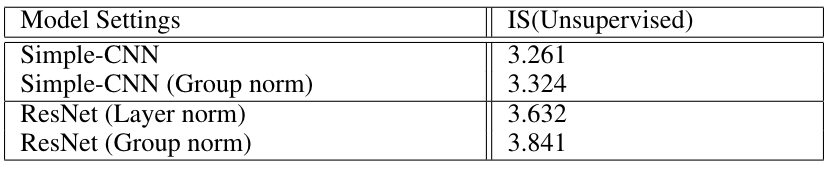 Model Settings IS(Unsupervised)
Simple-CNN 3.261
Simple-CNN (Group norm) 3.324
ResNet (Layer norm) 3.632
ResNet (Group norm) 3.841